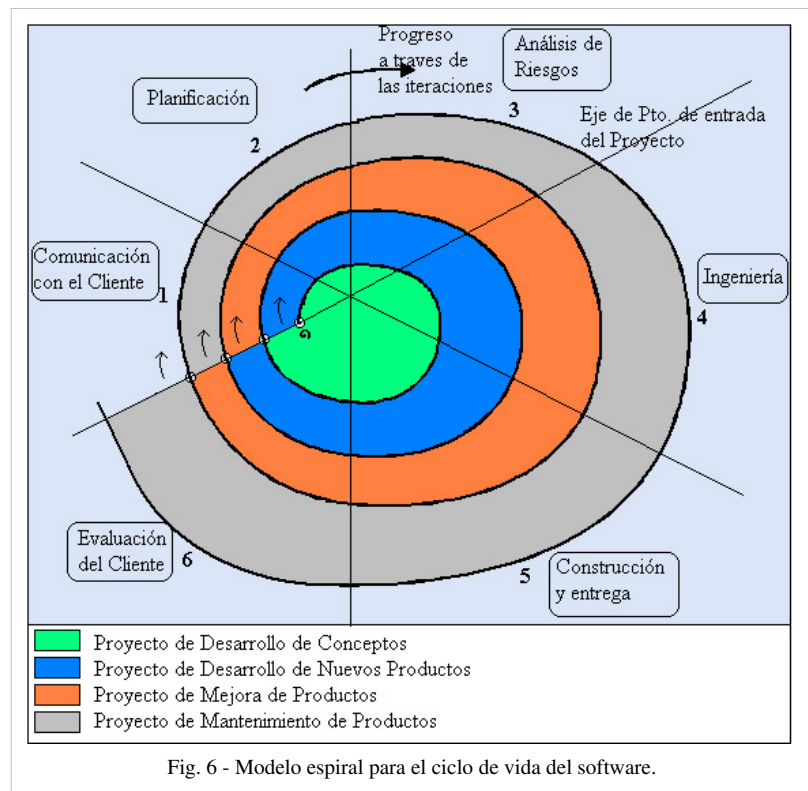 Progreso
a traves de
las iteraciones
Análisis de
Riesgos
3
Planificación
2
Eje de Pto. de entrada
del Proyecto
Comunicación
con el Cliente
1
Ingeniería
4
Evaluación
del Cliente
6
5
Construcción
y entrega
Proyecto de Desarrollo de Conceptos
Proyecto de Desarrollo de Nuevos Productos
Proyecto de Mejora de Productos
Proyecto de Mantenimiento de Productos
Fig. 6 - Modelo espiral para el ciclo de vida del software.